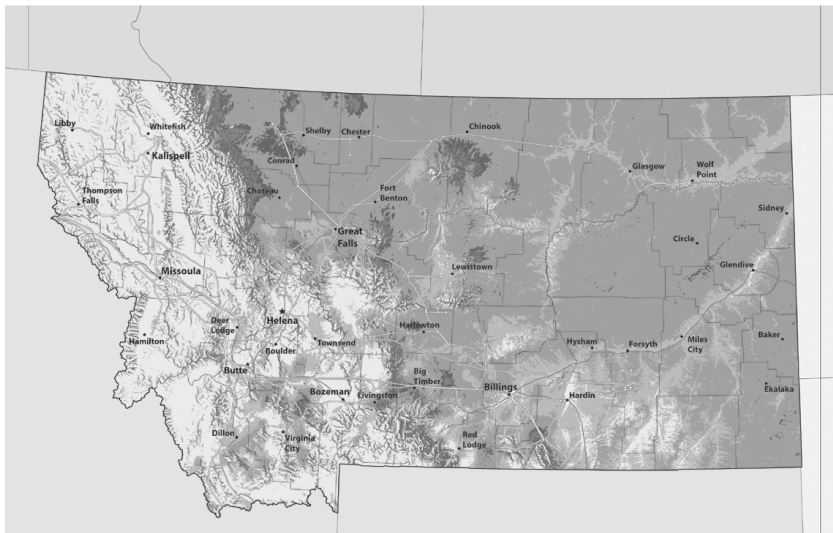 Libby
Whitefish
Kalispell
Shelby
Chester
Chinook
Conrad
Glasgow
Wolf
Point
Thompson
Falls
Choteau
Fort
Benton
Sidney
Great
Falls
Circle
Missoula
Lewistown
Glendive
Helena
Deer
Lodge
Hamilton
Boulder
Townsend
Harlowton
Hysham
Forsyth
Miles
City
Baker
Butte
Big
Timber
Billings
Bozeman
Livingston
Hardin
Ekalaka
Dillon
Virginia
City
Red
Lodge